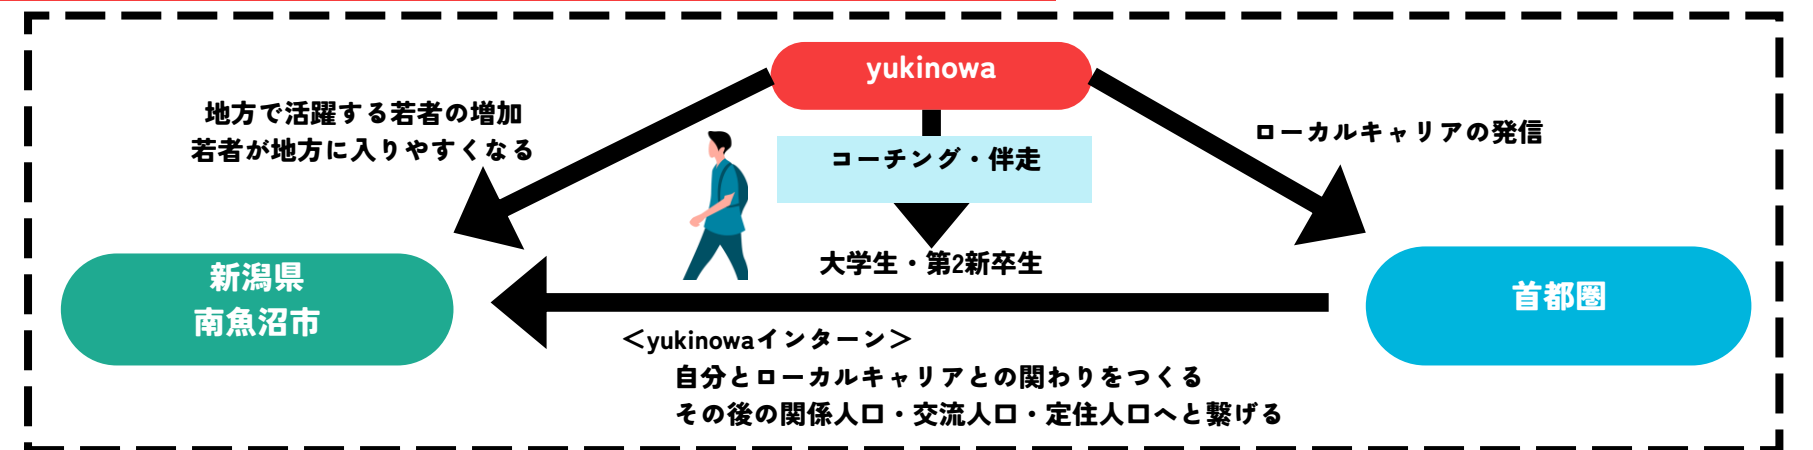 yukinowa
地方で活躍する若者の増加
若者が地方に入りやすくなる
ローカルキャリアの発信
コーチング・伴走
大学生・第2新卒生
新潟県
南魚沼市
首都圏
＜yukinowaインターン＞
自分とローカルキャリアとの関わりをつくる
その後の関係人口・交流人口・定住人口へと繋げる